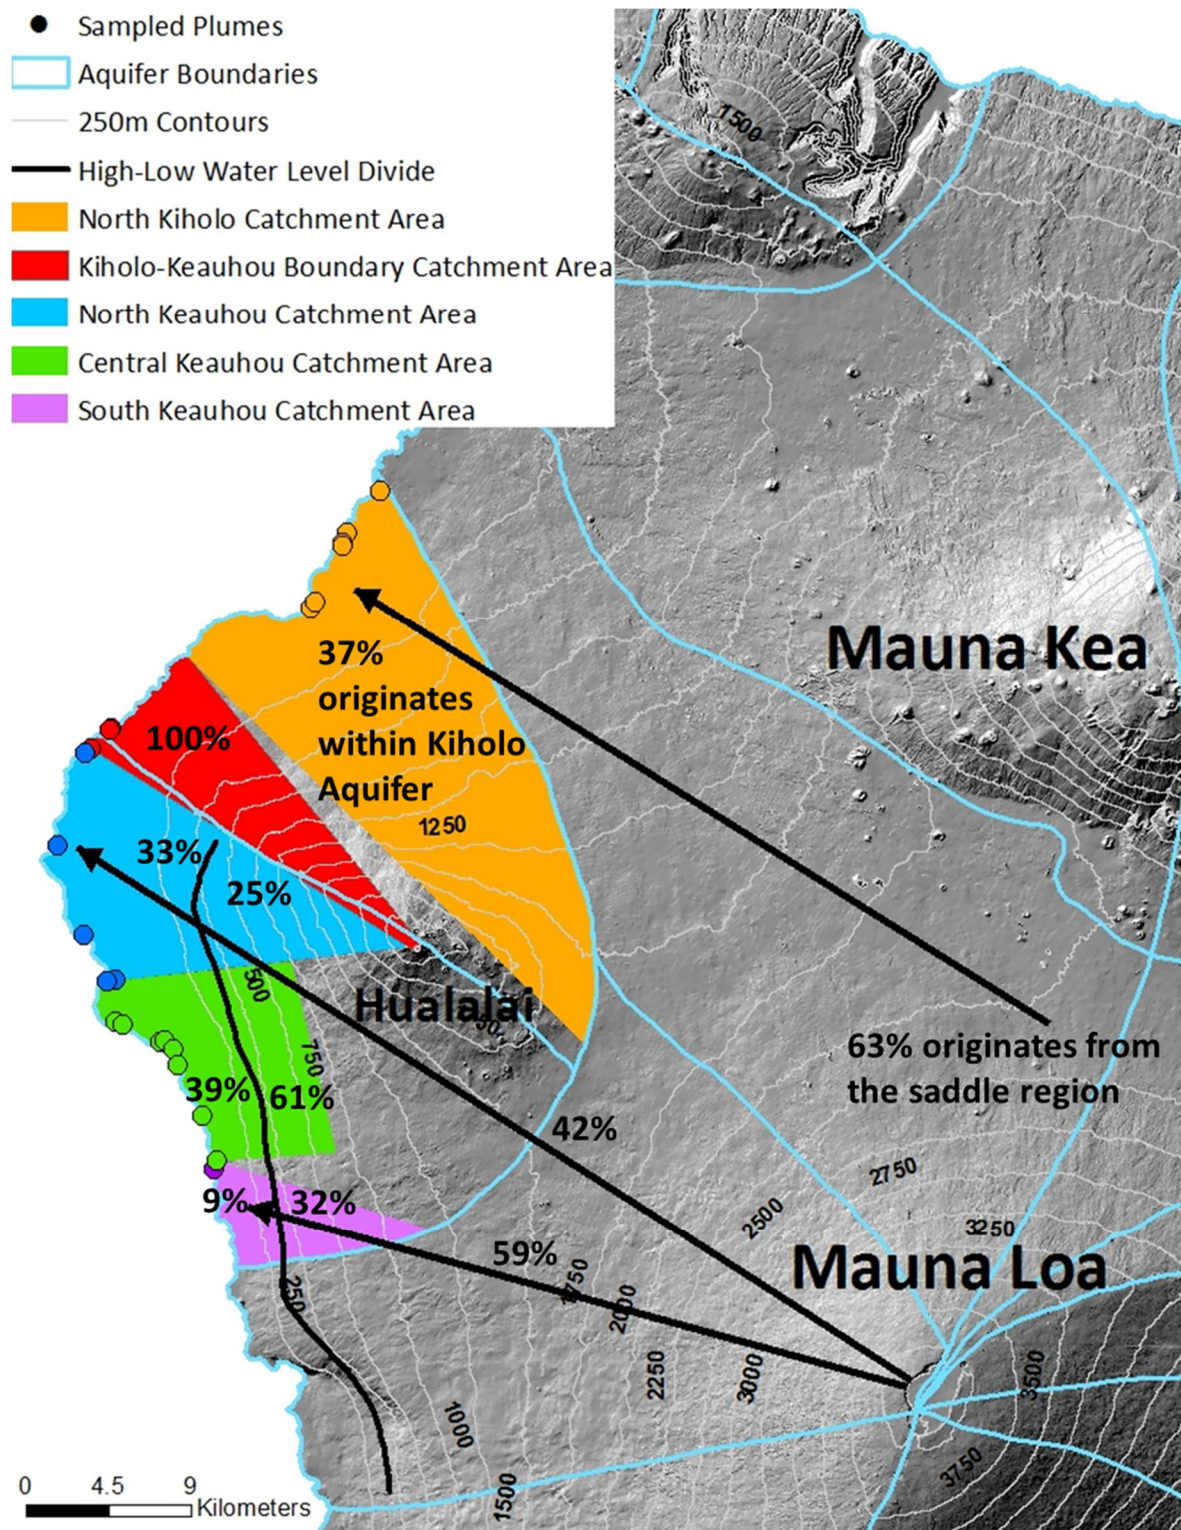 Sampled Plumes
Aquifer Boundaries
250m Contours
High-Low Water Level Divide
North Kiholo Catchment Area
Kiholo-Keauhou Boundary Catchment Area
North Keauhou Catchment Area
Central Keauhou Catchment Area
South Keauhou Catchment Area
1500
Mauna Kea
37%
originates
within Kiholo
Aquifer
100%
1250
33%
25%
500
Hualalai
750
63% originates from
the saddle region
39%
61%
42%
2750
9%
32%
2500
3250
59%
Mauna Loa
250
2000
2250
3000
3500
1000
3750
1500
0 4.5 9
Kilometers